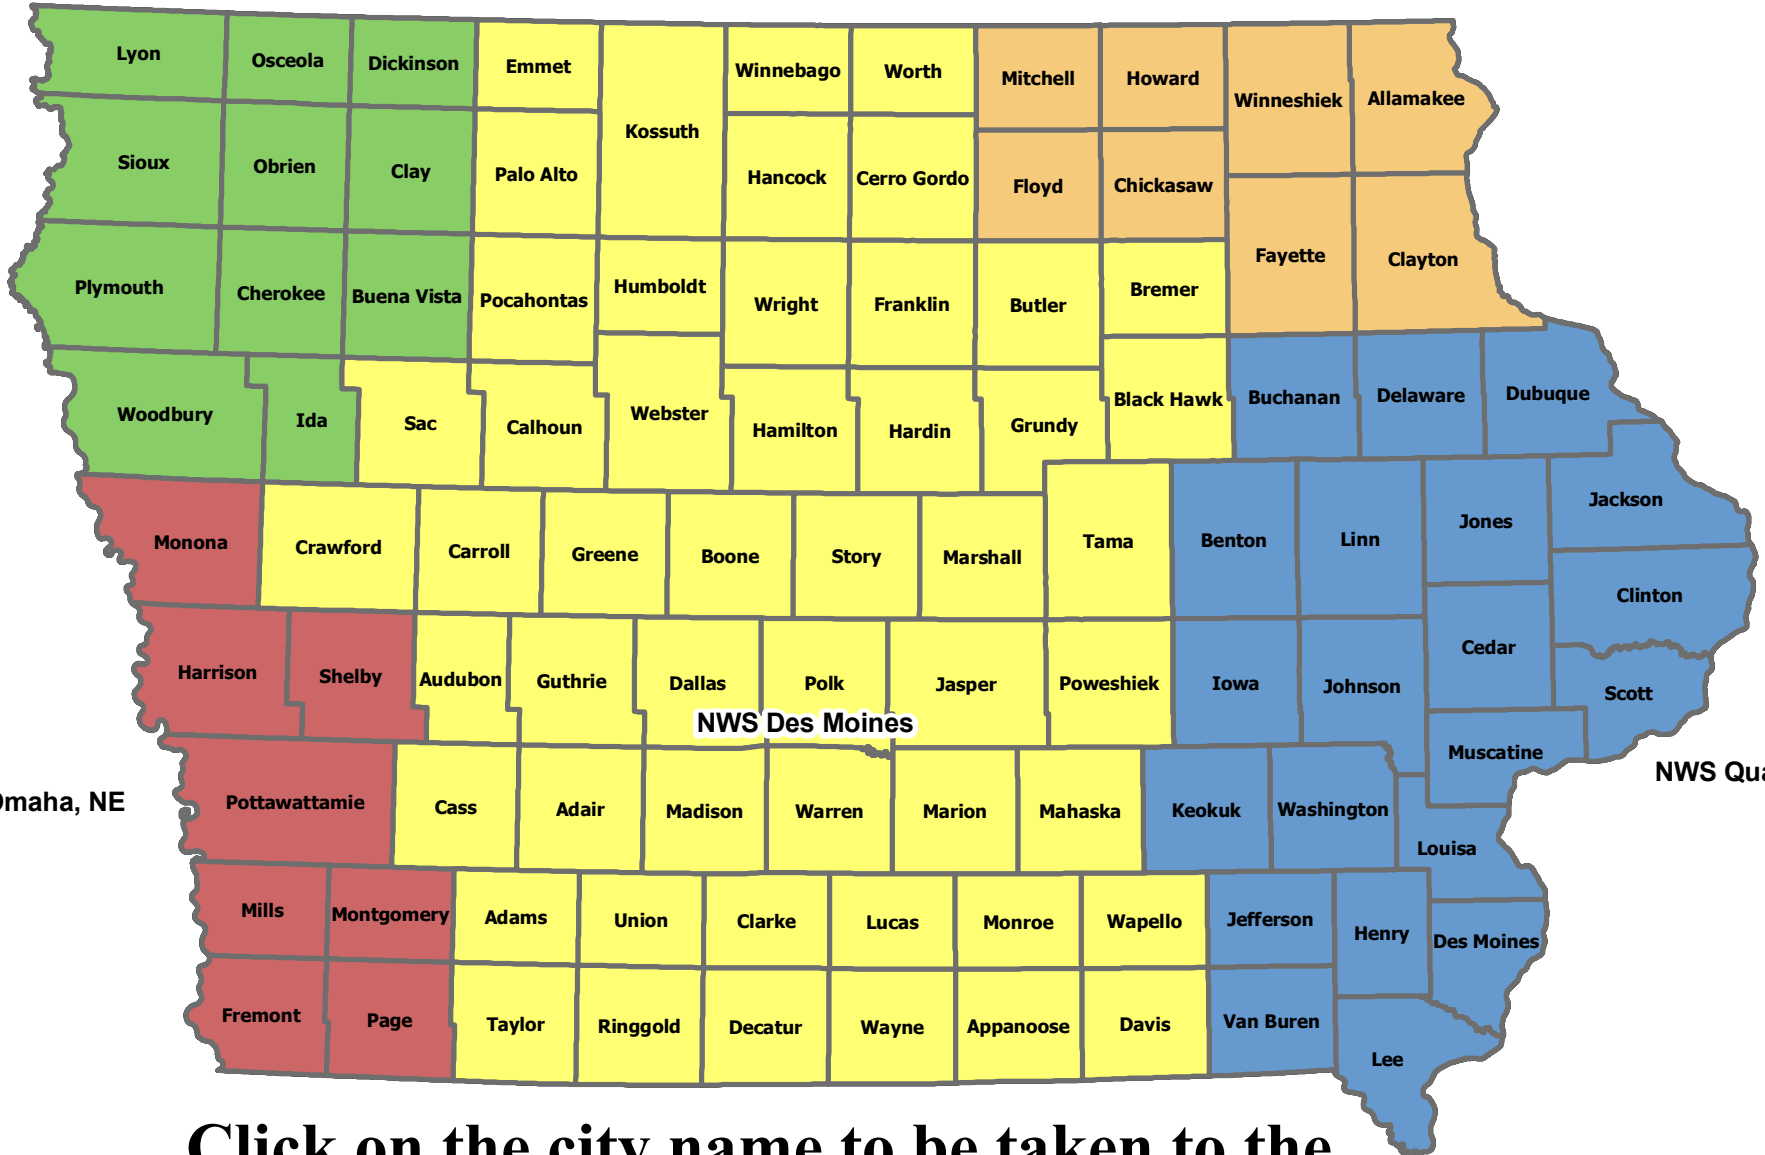 Lyon
Osceola
Dickinson
Emmet
Kossuth
Winnebago
Worth
Mitchell
Howard
Winneshiek
Allamakee
Sioux
Obrien
Clay
Palo Alto
Hancock
Cerro Gordo
Floyd
Chickasaw
Plymouth
Cherokee
Buena Vista
Pocahontas
Humboldt
Wright
Franklin
Butler
Bremer
Fayette
Clayton
Woodbury
Ida
Sac
Calhoun
Webster
Hamilton
Hardin
Grundy
Black Hawk
Buchanan
Delaware
Dubuque
Monona
Crawford
Carroll
Greene
Boone
Story
Marshall
Tama
Benton
Linn
Jones
Jackson
Clinton
Harrison
Shelby
Audubon
Guthrie
Dallas
Polk
Jasper
Poweshiek
Iowa
Johnson
Cedar
Scott
NWS Des Moines
Muscatine
NWS Qua
Omaha, NE
Pottawattamie
Cass
Adair
Madison
Warren
Marion
Mahaska
Keokuk
Washington
Louisa
Mills
Montgomery
Adams
Union
Clarke
Lucas
Monroe
Wapello
Jefferson
Henry
Des Moines
Fremont
Page
Taylor
Ringgold
Decatur
Wayne
Appanoose
Davis
Van Buren
Lee
Click on the city name to be taken to the